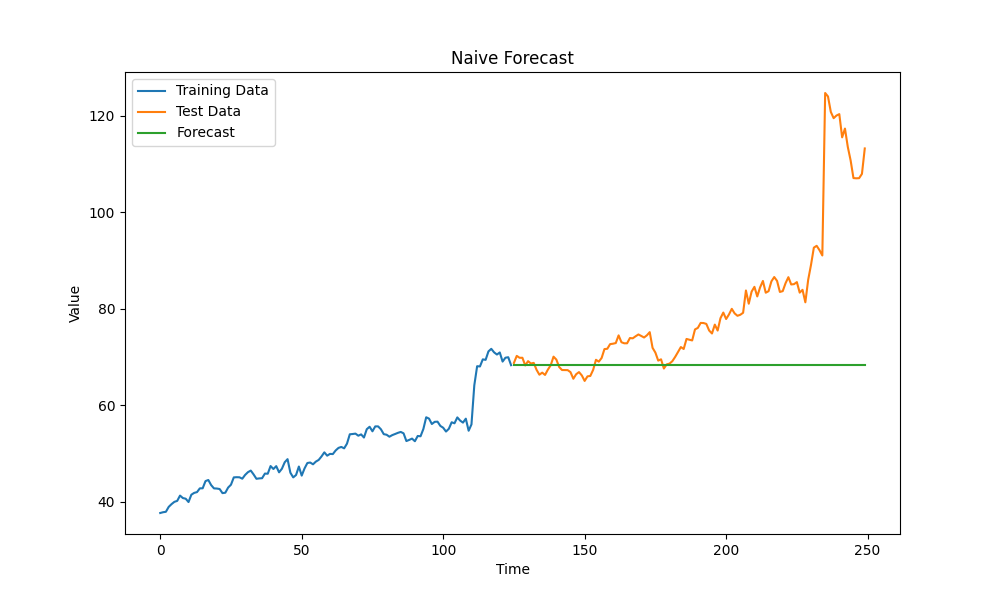 Naive Forecast
Training Data
Test Data
Forecast
120
100
80
60
40
Value
0 50 100 150 200 250
Time